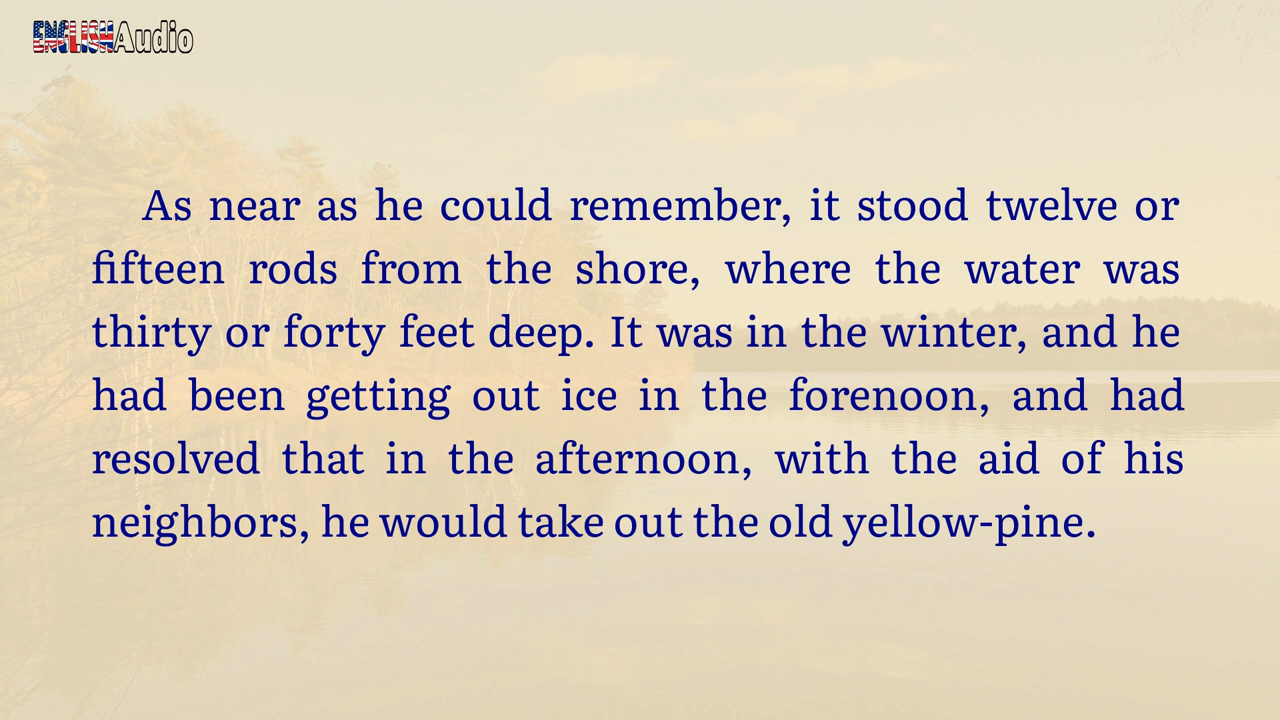 ENGLISHAudio
As near as he could remember, it stood twelve or
fifteen rods from the shore, where the water was
thirty or forty feet deep. It was in the winter, and he
had been getting out ice in the forenoon, and had
resolved that in the afternoon, with the aid of his
neighbors, he would take out the old yellow-pine.